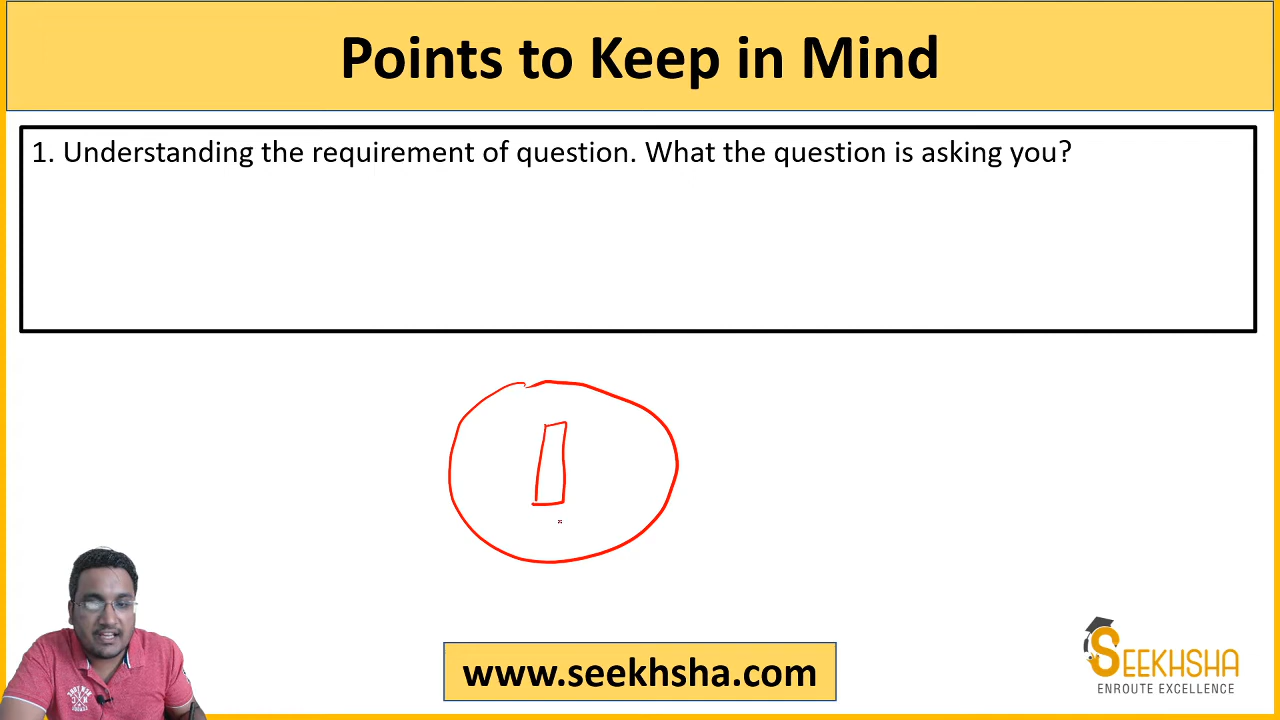 Points to Keep in Mind
1. Understanding the requirement of question. What the question is asking you?
www.seekhsha.com
SEEKHSHA
ENROUTE EXCELLENCE